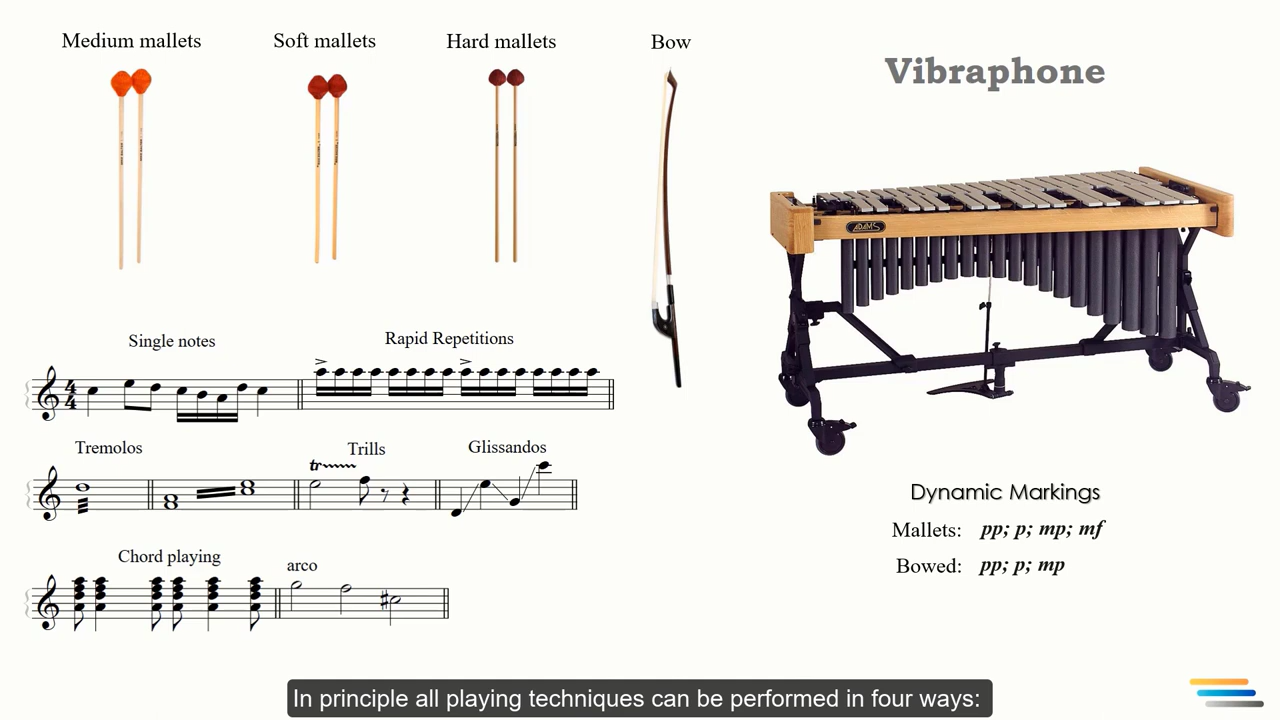 Medium mallets
Soft mallets
Hard mallets
Bow
Vibraphone
ADAMS
Single notes
Rapid Repetitions
Tremolos
Trills
Glissandos
tr
Chord playing
arco
Dynamic Markings
Mallets: pp; p; mp; mf
Bowed: pp; p; mp
In principle all playing techniques can be performed in four ways: